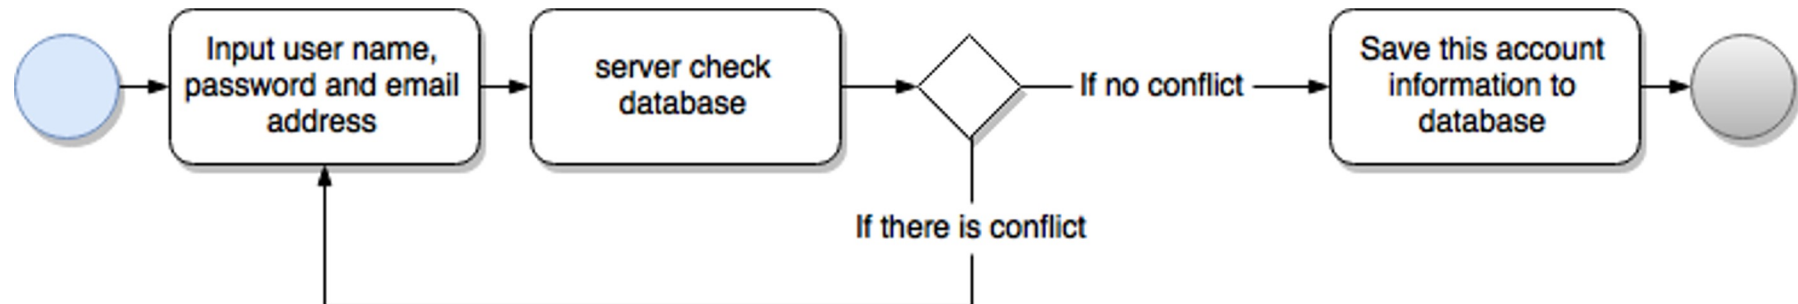 Input user name,
password and email
address
server check
database
If no conflict
Save this account
information to
database
If there is conflict